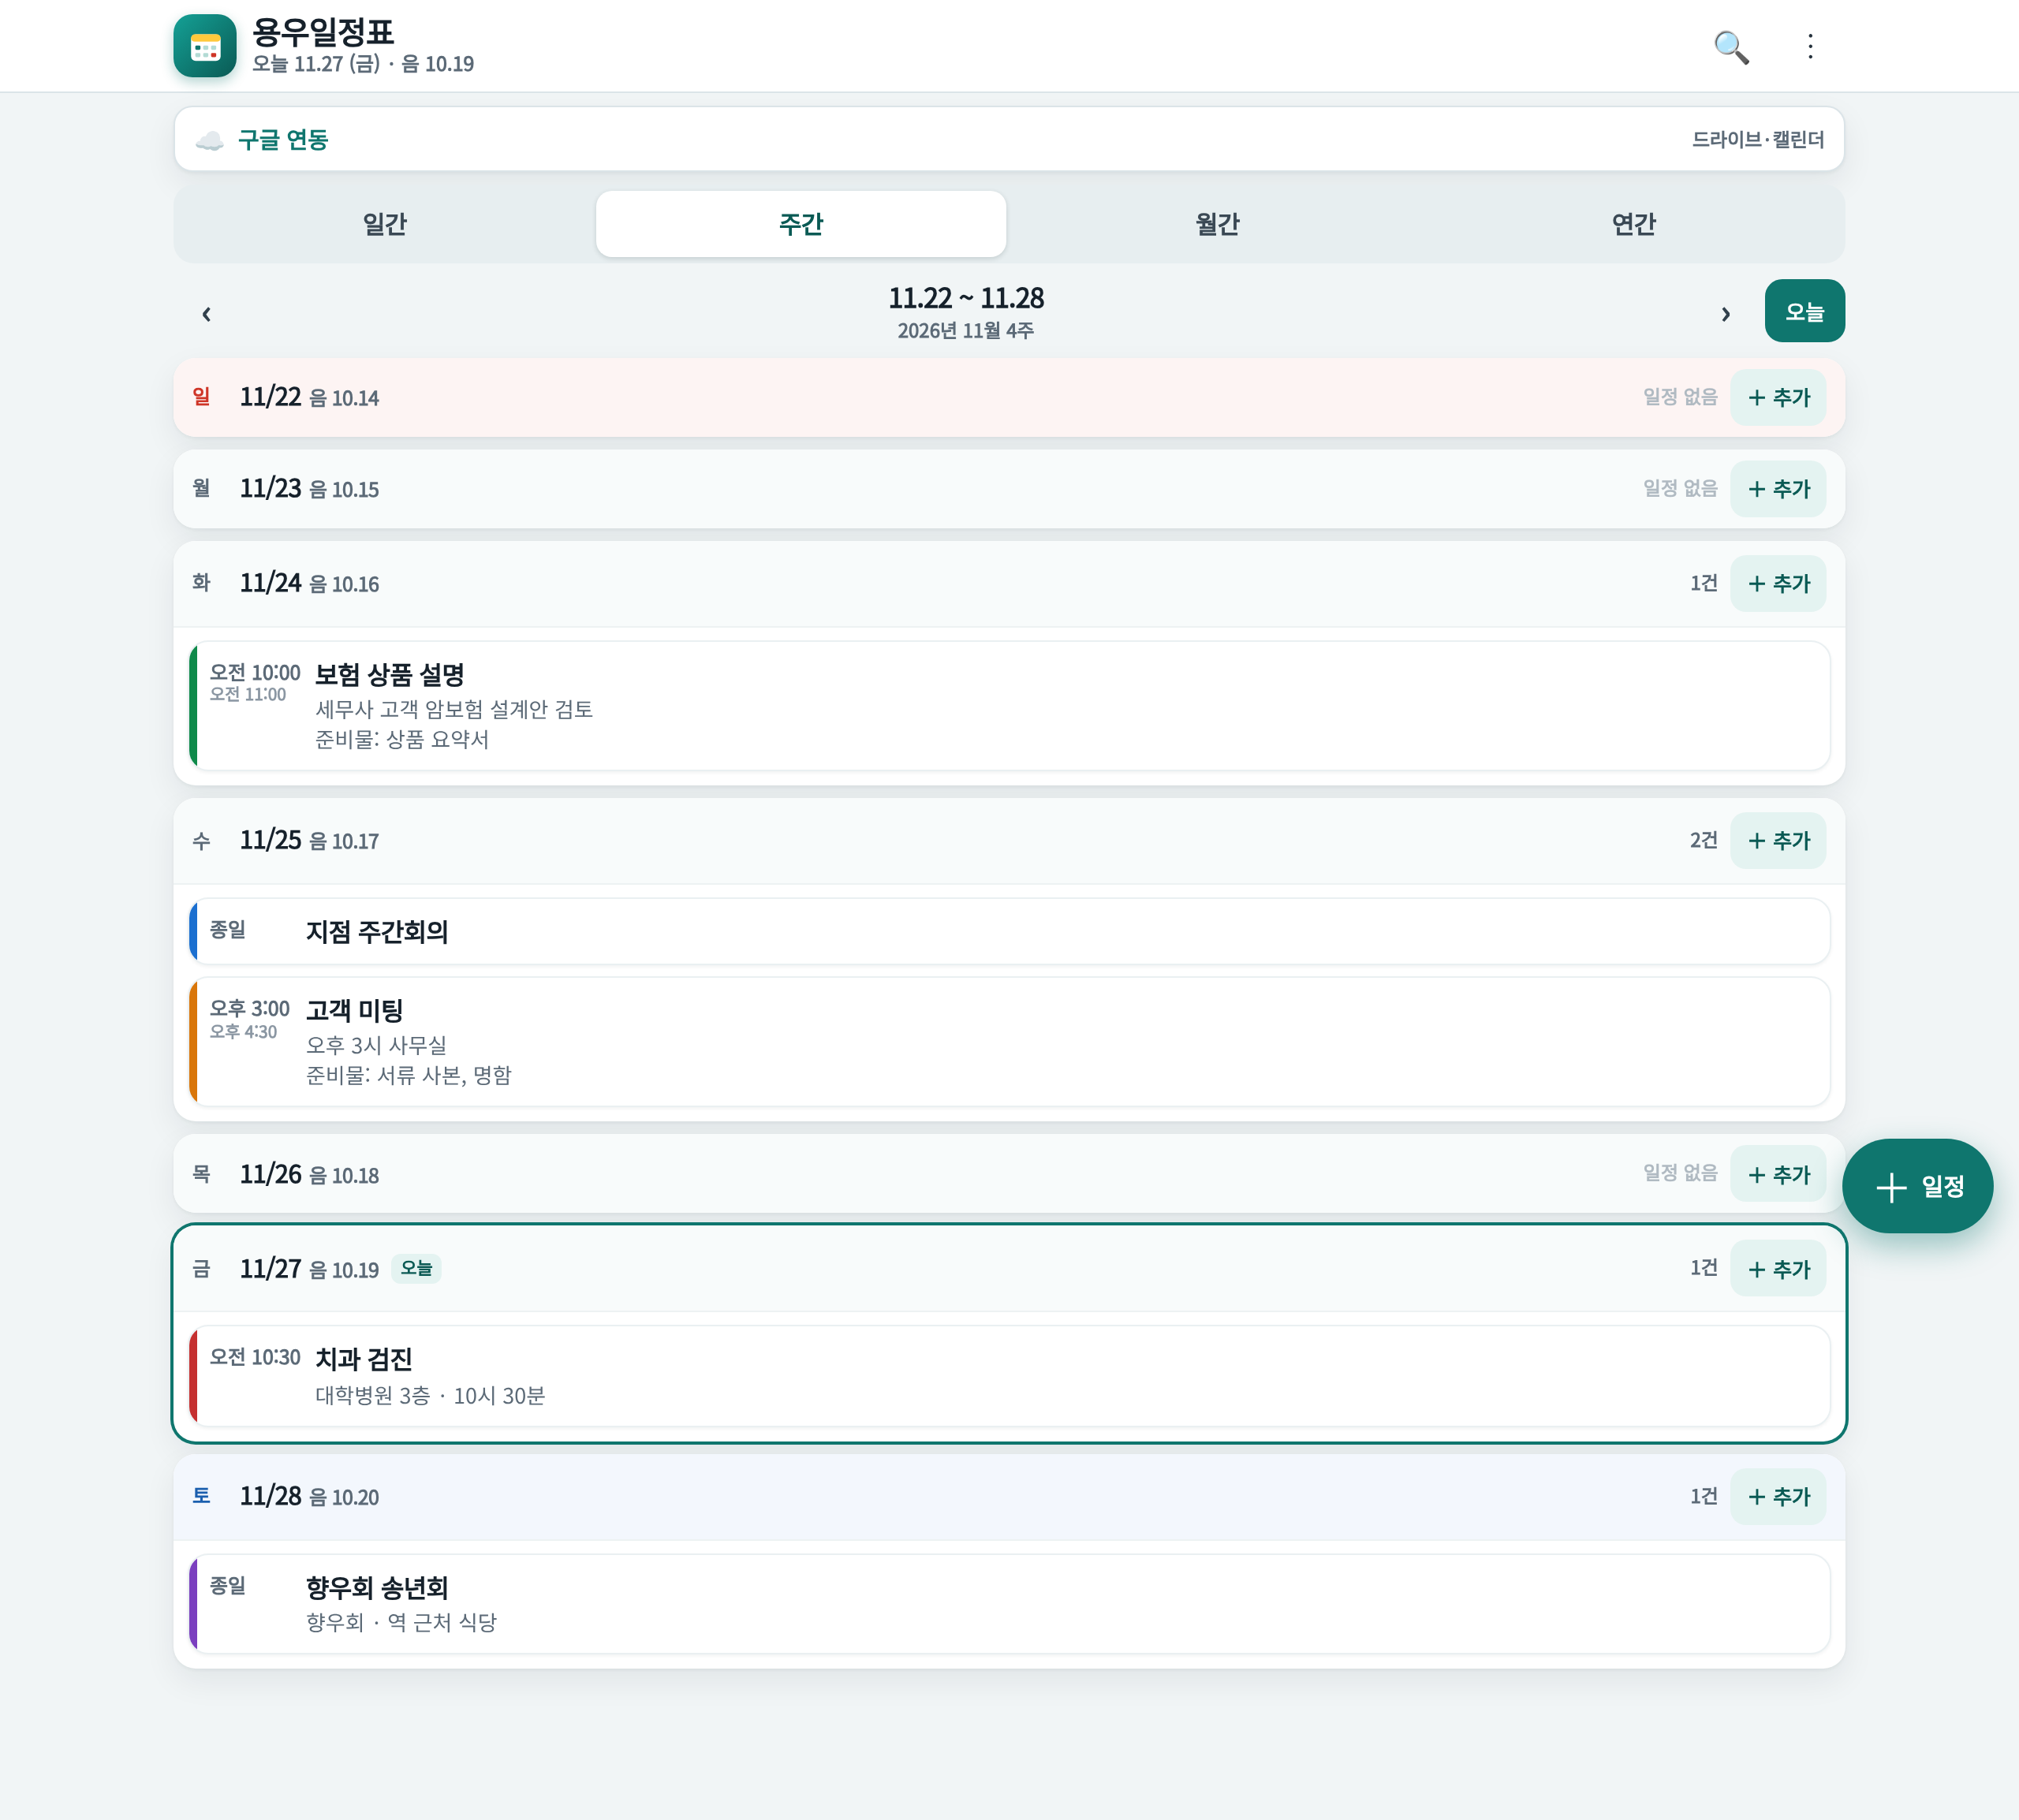 용우일정표
오늘 11.27 (금) · 음 10.19
구글 연동 드라이브·캘린더
일간 주간 월간 연간
‹ 11.22 ~ 11.28 › 오늘
2026년 11월 4주
일 11/22 음 10.14 일정 없음 + 추가
월 11/23 음 10.15 일정 없음 + 추가
화 11/24 음 10.16 1건 + 추가
오전 10:00 보험 상품 설명
오전 11:00
세무사 고객 암보험 설계안 검토
준비물: 상품 요약서
수 11/25 음 10.17 2건 + 추가
종일 지점 주간회의
오후 3:00 고객 미팅
오후 4:30
오후 3시 사무실
준비물: 서류 사본, 명함
목 11/26 음 10.18 일정 없음 + 추가
+ 일정
금 11/27 음 10.19 오늘 1건 + 추가
오전 10:30 치과 검진
대학병원 3층 · 10시 30분
토 11/28 음 10.20 1건 + 추가
종일 향우회 송년회
향우회 · 역 근처 식당